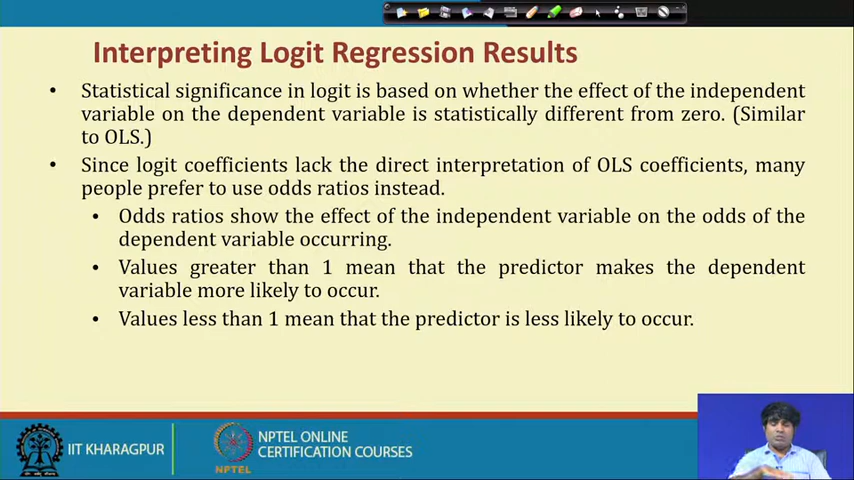 Interpreting Logit Regression Results
• Statistical significance in logit is based on whether the effect of the independent
variable on the dependent variable is statistically different from zero. (Similar
to OLS.)
• Since logit coefficients lack the direct interpretation of OLS coefficients, many
people prefer to use odds ratios instead.
• Odds ratios show the effect of the independent variable on the odds of the
dependent variable occurring.
• Values greater than 1 mean that the predictor makes the dependent
variable more likely to occur.
• Values less than 1 mean that the predictor is less likely to occur.
IIT KHARAGPUR
NPTEL
NPTEL ONLINE
CERTIFICATION COURSES